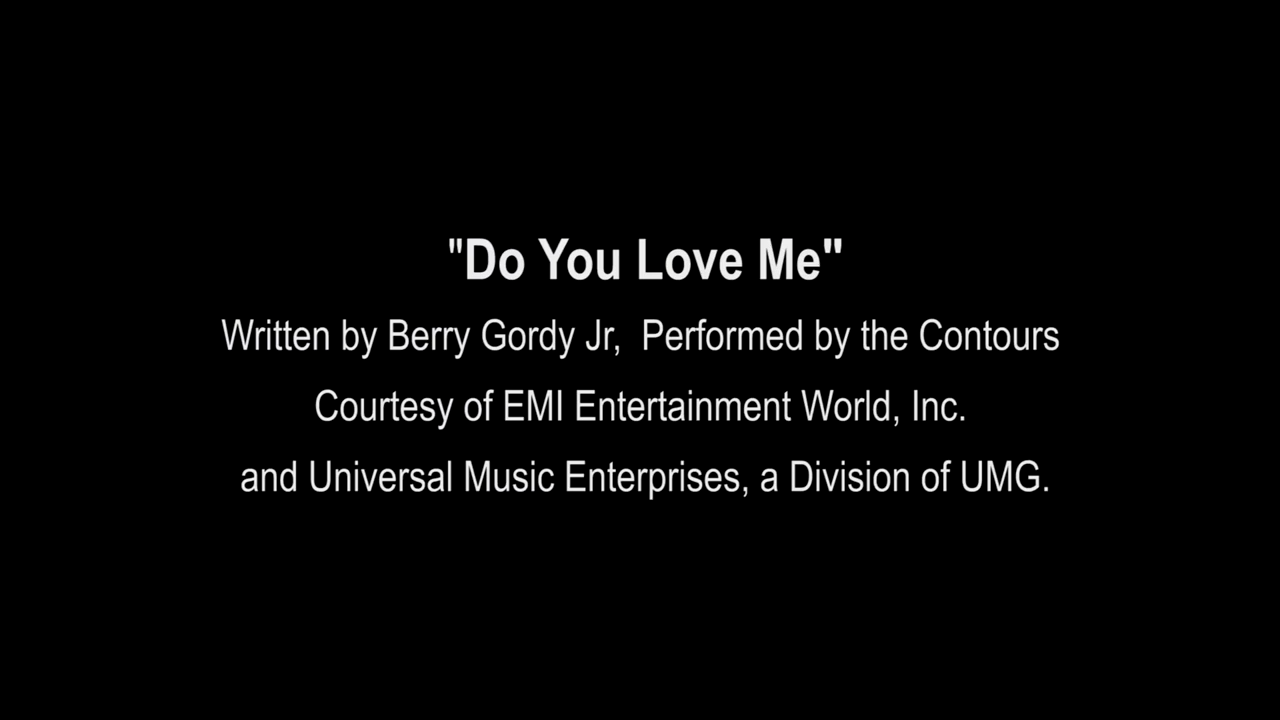 "Do You Love Me"
Written by Berry Gordy Jr,  Performed by the Contours
Courtesy of EMI Entertainment World, Inc.
and Universal Music Enterprises, a Division of UMG.